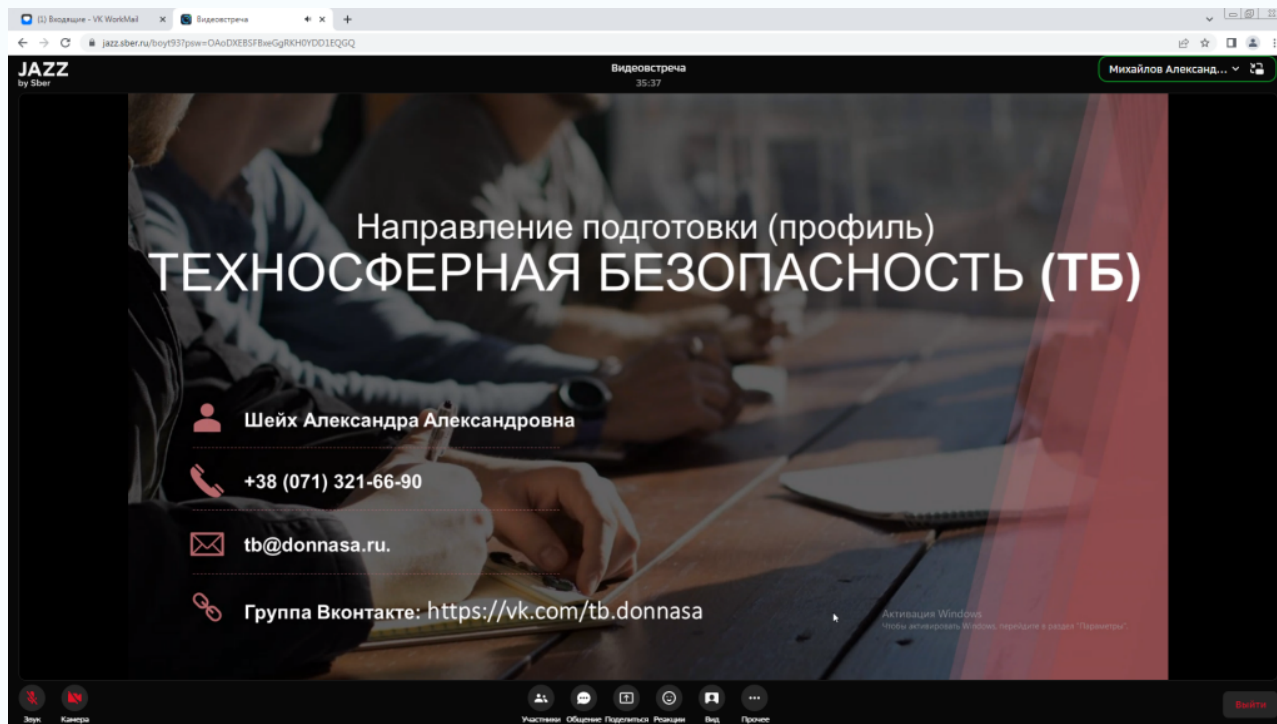 (1) Входящие - VK WorkMail
Видеовстреча
jazz.sber.ru/boyt93?psw=OAoDXEBSFBxeGgRKH0YDD1EQGQ
JAZZ
by Sber
Видеовстреча
35:37
Михайлов Александ...
Направление подготовки (профиль)
ТЕХНОСФЕРНАЯ БЕЗОПАСНОСТЬ (ТБ)
Шейх Александра Александровна
+38 (071) 321-66-90
tb@donnasa.ru.
Группа Вконтакте: https://vk.com/tb.donnasa
Активация Windows
Чтобы активировать Windows, перейдите в раздел "Параметры".
Звук Камера Участники Общение Поделиться Реакции Вид Прочее Выйти